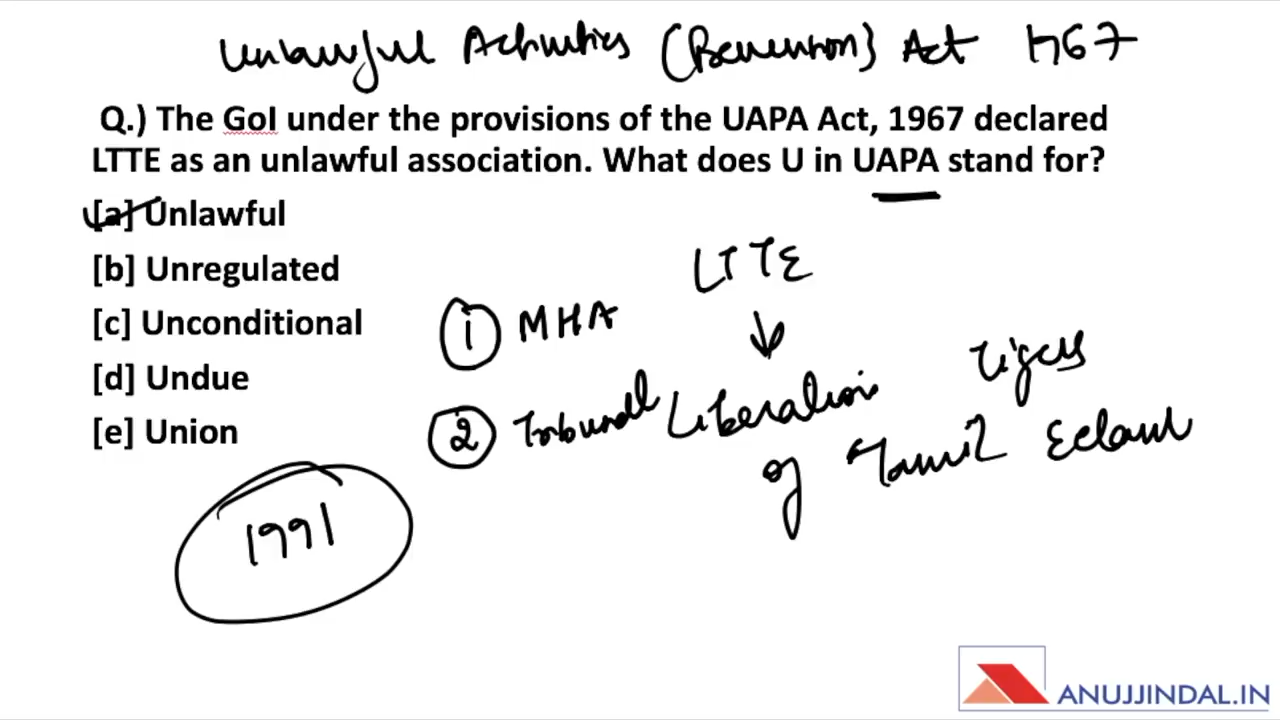 Unlawful Activities (Prevention) Act 1967
Q.) The GoI under the provisions of the UAPA Act, 1967 declared
LTTE as an unlawful association. What does U in UAPA stand for?
[a] Unlawful
[b] Unregulated
[c] Unconditional
[d] Undue
[e] Union
LTTE
1 MHA
2 Tribunal
Liberation Tigers
of Tamil Eelam
1991
ANUJJINDAL.IN